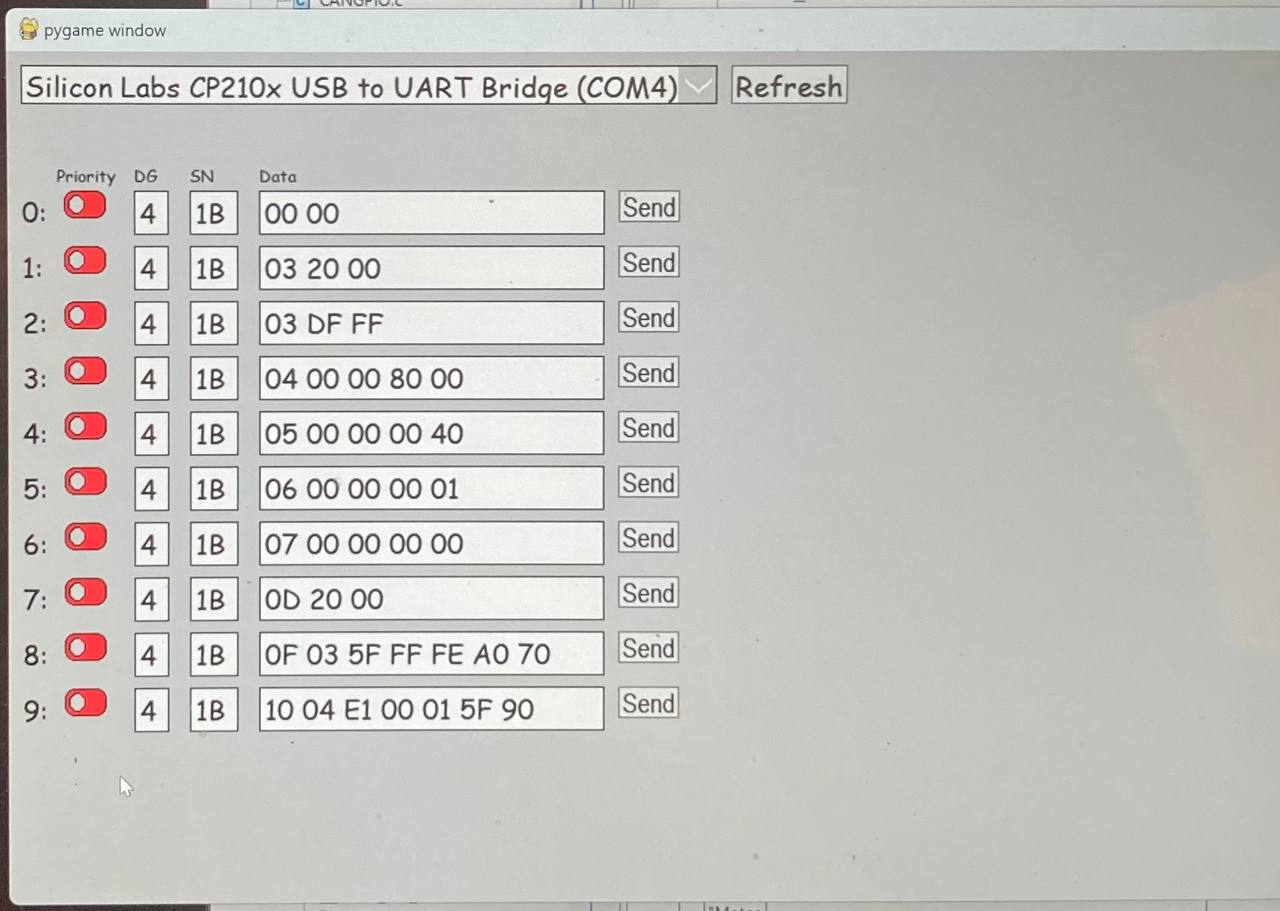 CANGPIO.c
pygame window
Silicon Labs CP210x USB to UART Bridge (COM4) Refresh
Priority DG SN Data
0: 4 1B 00 00 Send
1: 4 1B 03 20 00 Send
2: 4 1B 03 DF FF Send
3: 4 1B 04 00 00 80 00 Send
4: 4 1B 05 00 00 00 40 Send
5: 4 1B 06 00 00 00 01 Send
6: 4 1B 07 00 00 00 00 Send
7: 4 1B 0D 20 00 Send
8: 4 1B 0F 03 5F FF FE A0 70 Send
9: 4 1B 10 04 E1 00 01 5F 90 Send